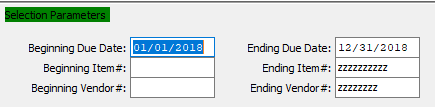 Selection Parameters
Beginning Due Date: 01/01/2018 Ending Due Date: 12/31/2018
Beginning Item#: Ending Item#: zzzzzzzzzz
Beginning Vendor#: Ending Vendor#: zzzzzzzz